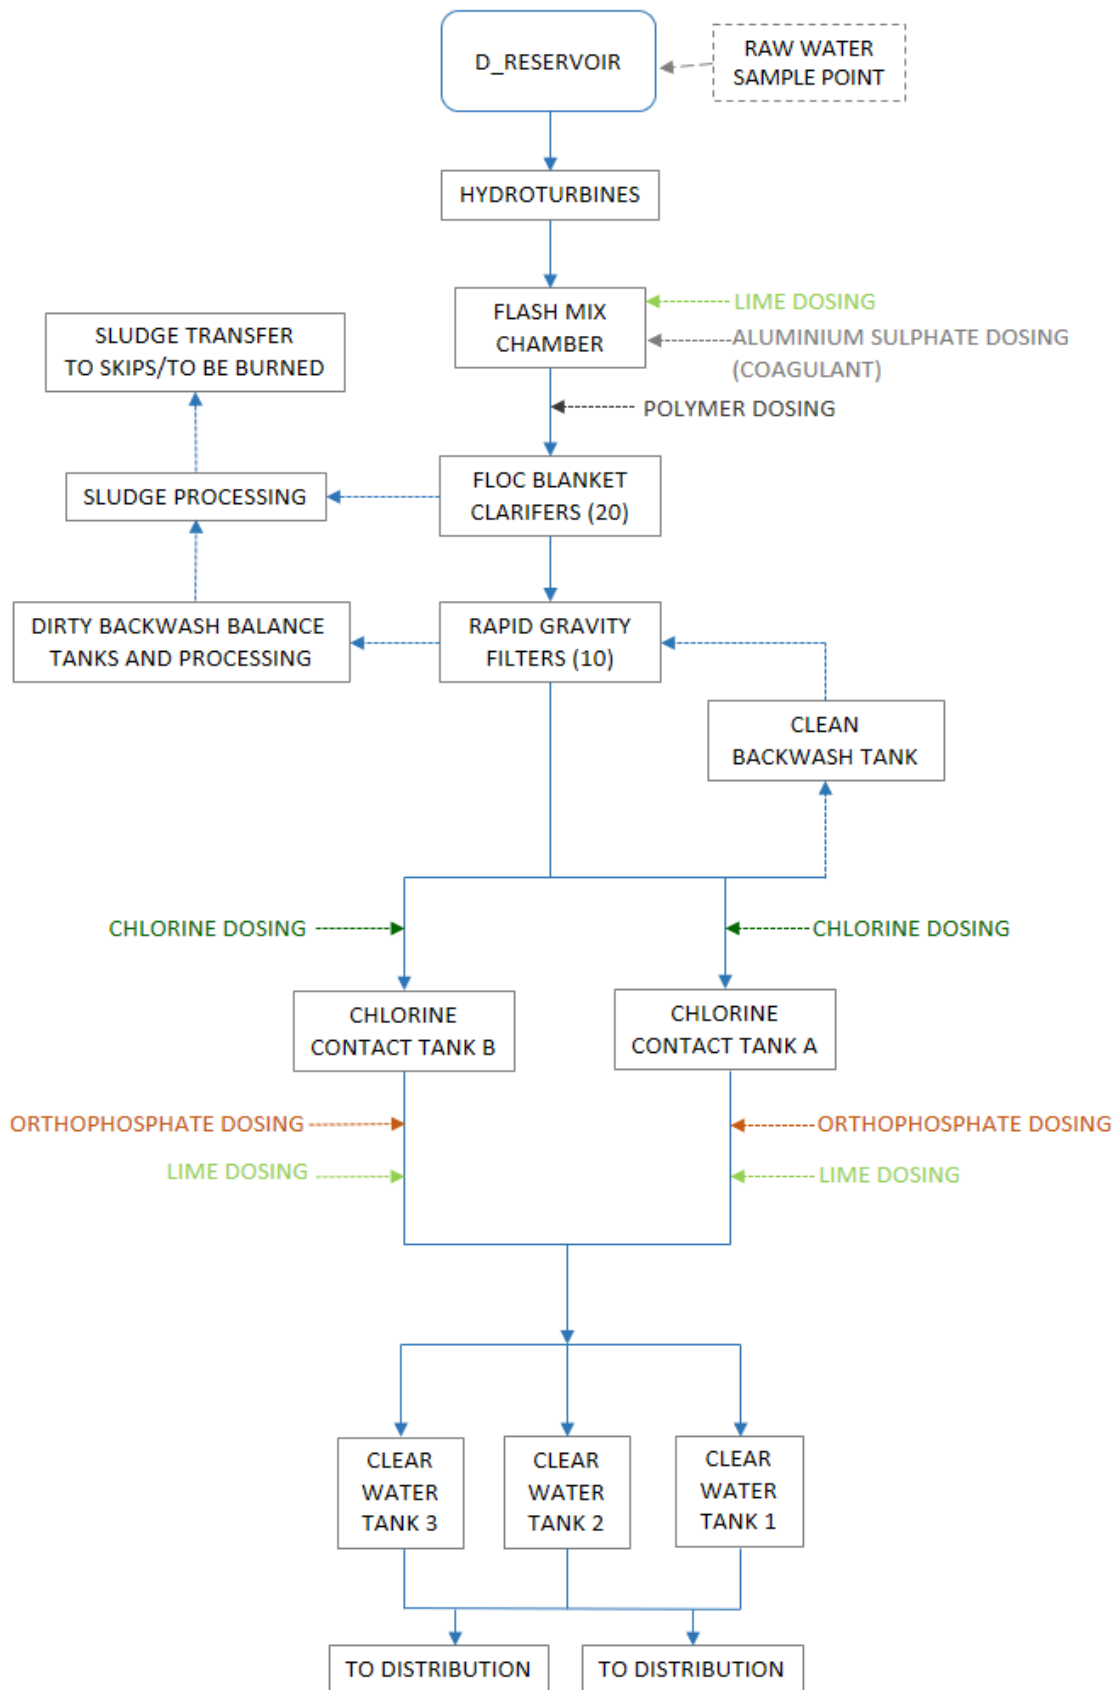 D_RESERVOIR
RAW WATER
SAMPLE POINT
HYDROTURBINES
FLASH MIX
CHAMBER
LIME DOSING
ALUMINIUM SULPHATE DOSING
(COAGULANT)
SLUDGE TRANSFER
TO SKIPS/TO BE BURNED
POLYMER DOSING
SLUDGE PROCESSING
FLOC BLANKET
CLARIFERS (20)
DIRTY BACKWASH BALANCE
TANKS AND PROCESSING
RAPID GRAVITY
FILTERS (10)
CLEAN
BACKWASH TANK
CHLORINE DOSING
CHLORINE DOSING
CHLORINE
CONTACT TANK B
CHLORINE
CONTACT TANK A
ORTHOPHOSPHATE DOSING
ORTHOPHOSPHATE DOSING
LIME DOSING
LIME DOSING
CLEAR
WATER
TANK 3
CLEAR
WATER
TANK 2
CLEAR
WATER
TANK 1
TO DISTRIBUTION
TO DISTRIBUTION